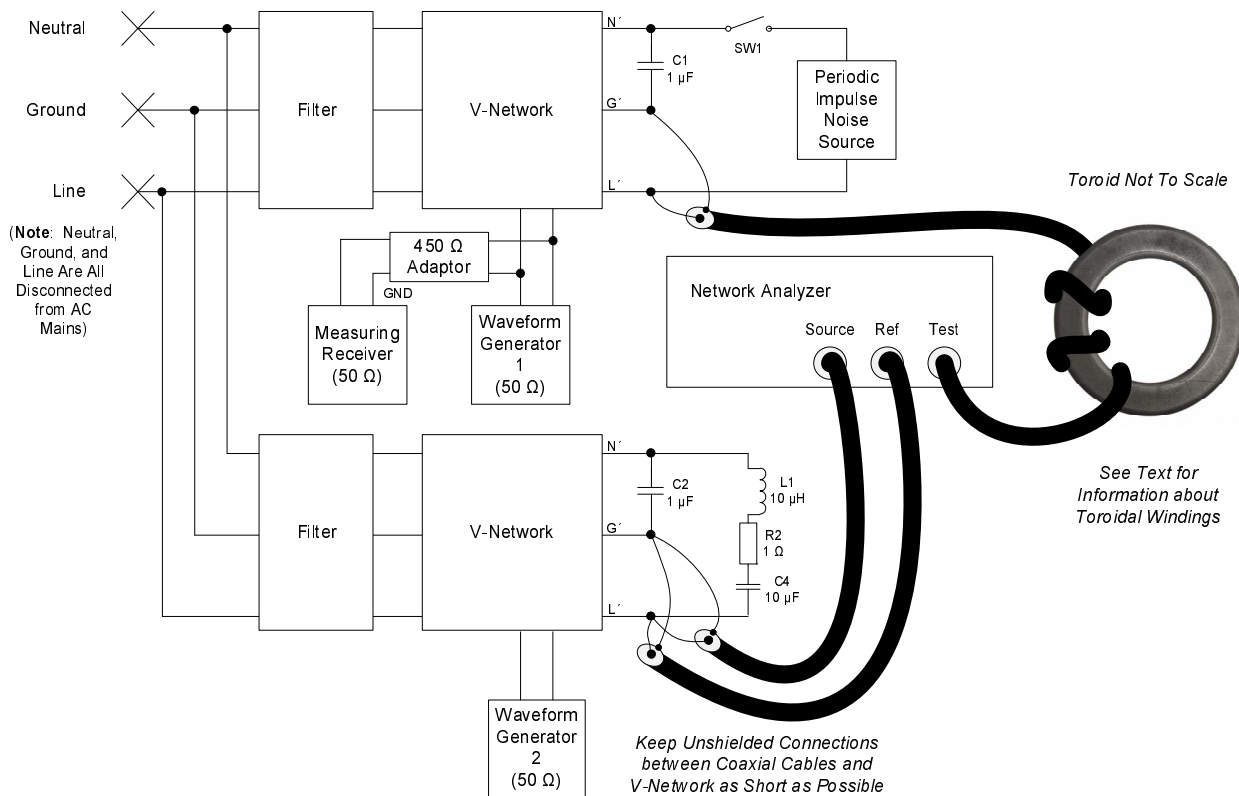 Neutral
Ground
Line
(Note: Neutral,
Ground, and
Line Are All
Disconnected
from AC
Mains)
Filter
V-Network
N´
G´
L´
C1
1 µF
SW1
Periodic
Impulse
Noise
Source
450 Ω
Adaptor
GND
Measuring
Receiver
(50 Ω)
Waveform
Generator
1
(50 Ω)
Toroid Not To Scale
Network Analyzer
Source
Ref
Test
See Text for
Information about
Toroidal Windings
Filter
V-Network
N´
G´
L´
C2
1 µF
L1
10 µH
R2
1 Ω
C4
10 µF
Waveform
Generator
2
(50 Ω)
Keep Unshielded Connections
between Coaxial Cables and
V-Network as Short as Possible